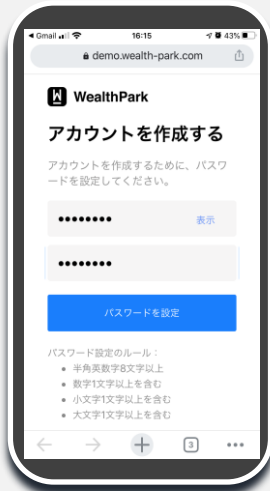 Gmail
16:15
43%
demo.wealth-park.com
WealthPark
アカウントを作成する
アカウントを作成するために、パスワ
ードを設定してください。
●●●●●●●● 表示
●●●●●●●●
パスワードを設定
パスワード設定のルール：
• 半角英数字8文字以上
• 数字1文字以上を含む
• 小文字1文字以上を含む
• 大文字1文字以上を含む
3